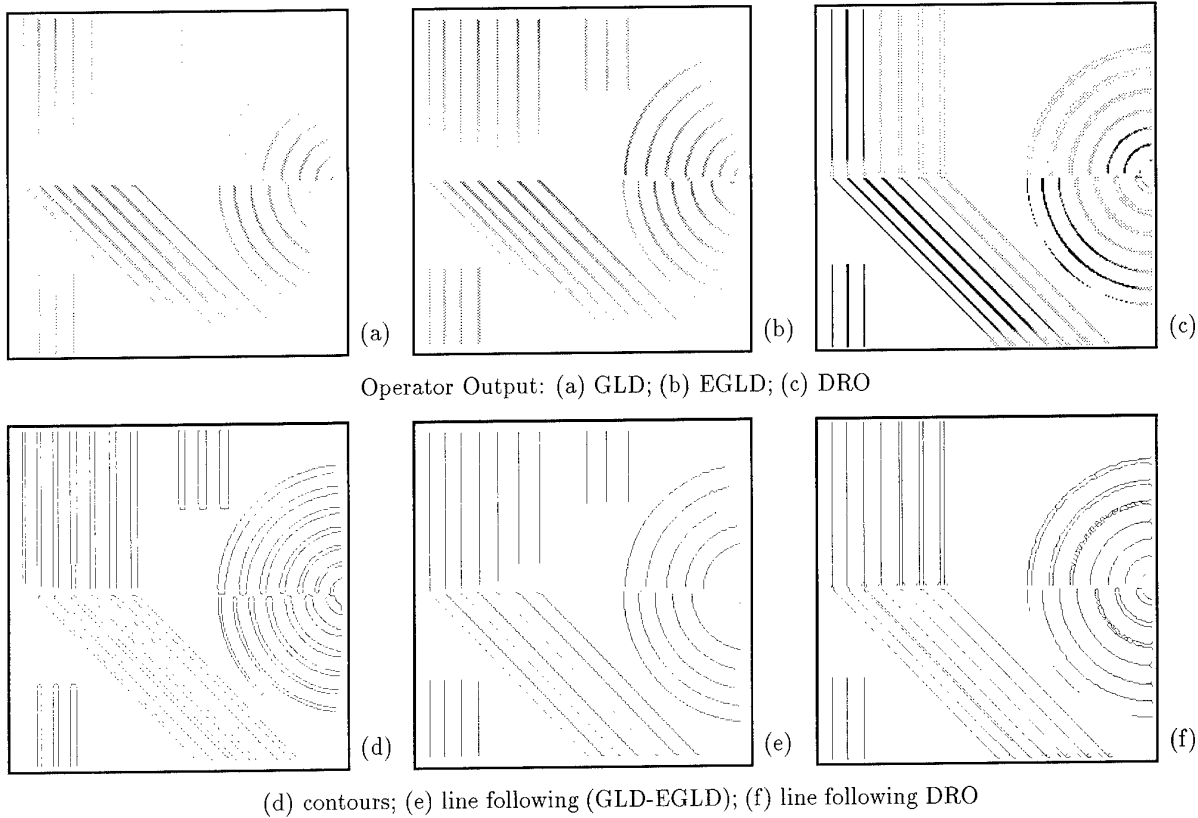 (a)
(b)
(c)
Operator Output: (a) GLD; (b) EGLD; (c) DRO
(d)
(e)
(f)
(d) contours; (e) line following (GLD-EGLD); (f) line following DRO